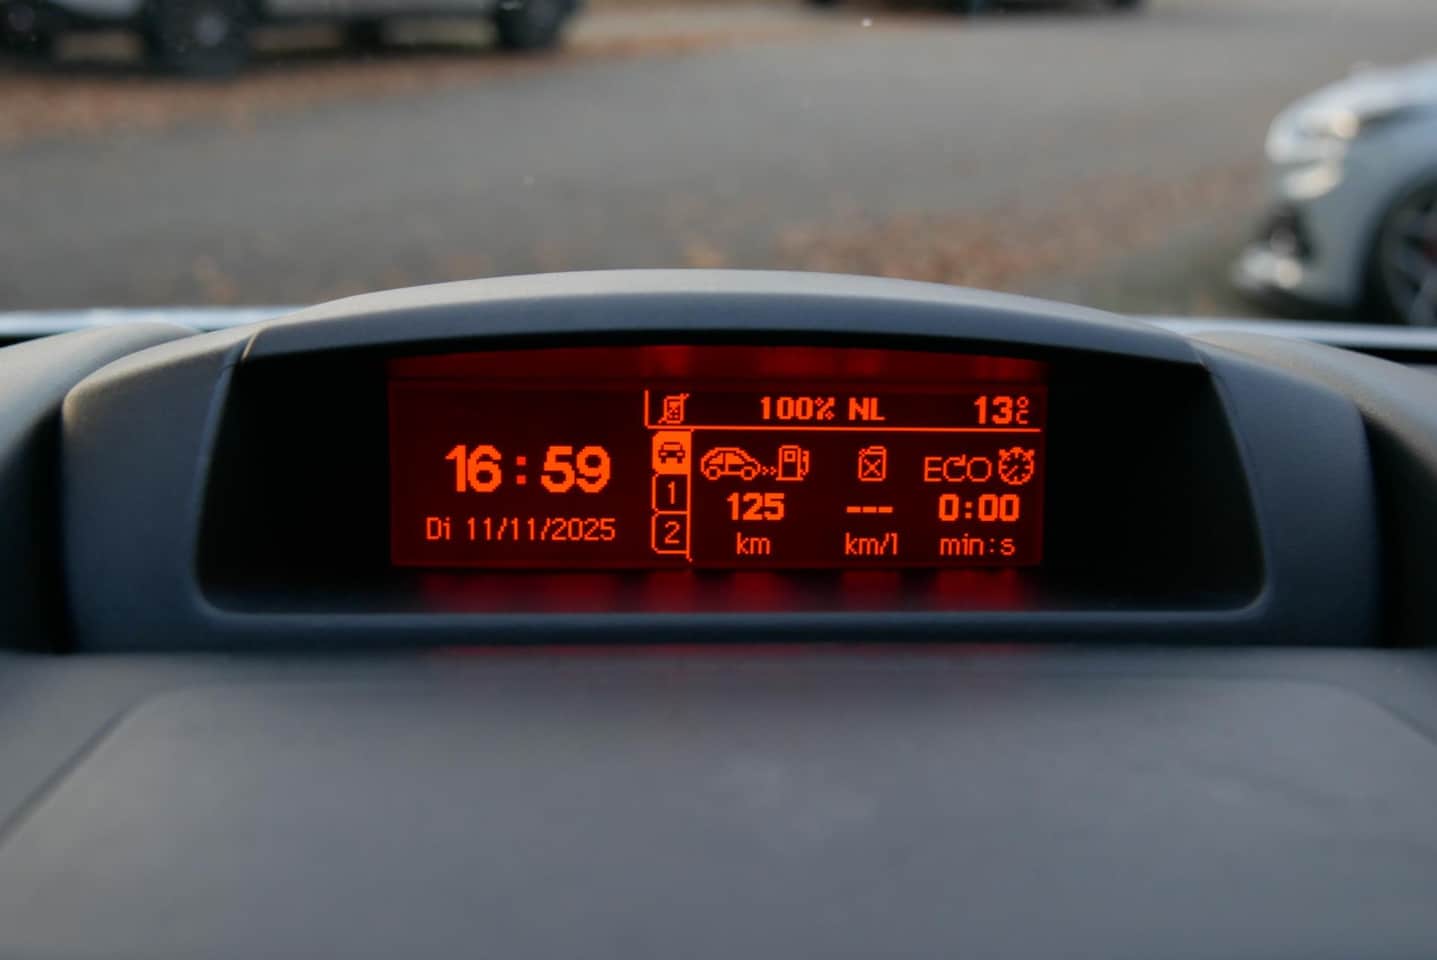 100% NL 13°C
16:59
Di 11/11/2025
1
2
ECO
125 --- 0:00
km km/l min:s